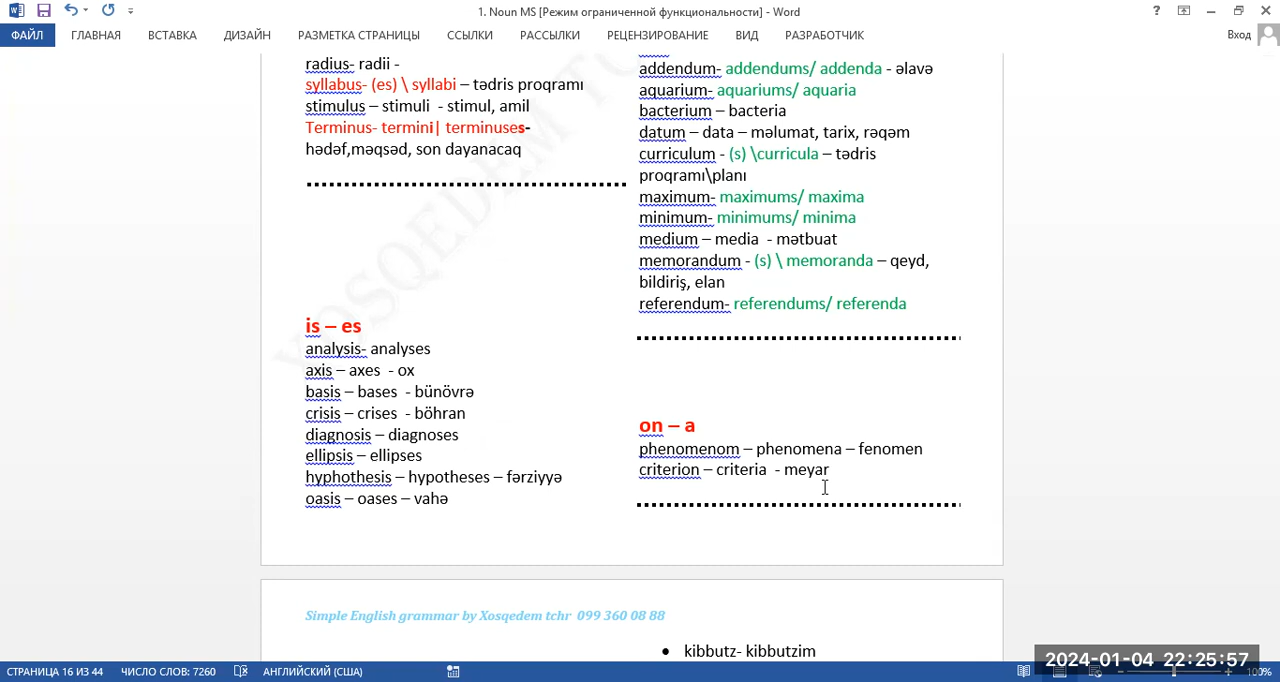 1. Noun MS [Режим ограниченной функциональности] - Word
ФАЙЛ ГЛАВНАЯ ВСТАВКА ДИЗАЙН РАЗМЕТКА СТРАНИЦЫ ССЫЛКИ РАССЫЛКИ РЕЦЕНЗИРОВАНИЕ ВИД РАЗРАБОТЧИК Вход
radius- radii -
syllabus- (es) \ syllabi – tədris proqramı
stimulus – stimuli - stimul, amil
Terminus- termini| terminuses-
hədəf,məqsəd, son dayanacaq
is – es
analysis- analyses
axis – axes - ox
basis – bases - bünövrə
crisis – crises - böhran
diagnosis – diagnoses
ellipsis – ellipses
hyphothesis – hypotheses – fərziyyə
oasis – oases – vahə
addendum- addendums/ addenda - əlavə
aquarium- aquariums/ aquaria
bacterium – bacteria
datum – data – məlumat, tarix, rəqəm
curriculum - (s) \curricula – tədris
proqramı\planı
maximum- maximums/ maxima
minimum- minimums/ minima
medium – media - mətbuat
memorandum - (s) \ memoranda – qeyd,
bildiriş, elan
referendum- referendums/ referenda
on – a
phenomenom – phenomena – fenomen
criterion – criteria - meyar
Simple English grammar by Xosqedem tchr 099 360 08 88
• kibbutz- kibbutzim
СТРАНИЦА 16 ИЗ 44 ЧИСЛО СЛОВ: 7260 АНГЛИЙСКИЙ (США) 100%
2024-01-04 22:25:57